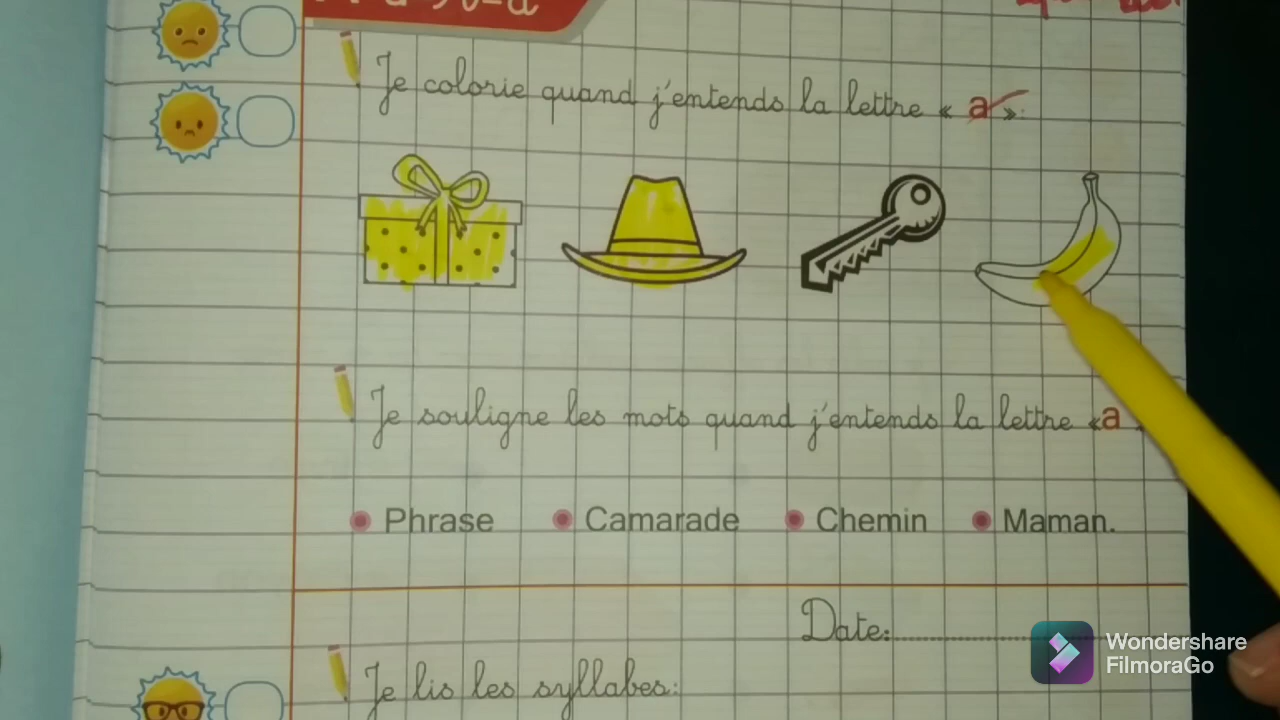 Je colorie quand j'entends la lettre « a »:
Je souligne les mots quand j'entends la lettre «a
Phrase Camarade Chemin Maman.
Date:
Je lis les syllabes:
Wondershare
FilmoraGo